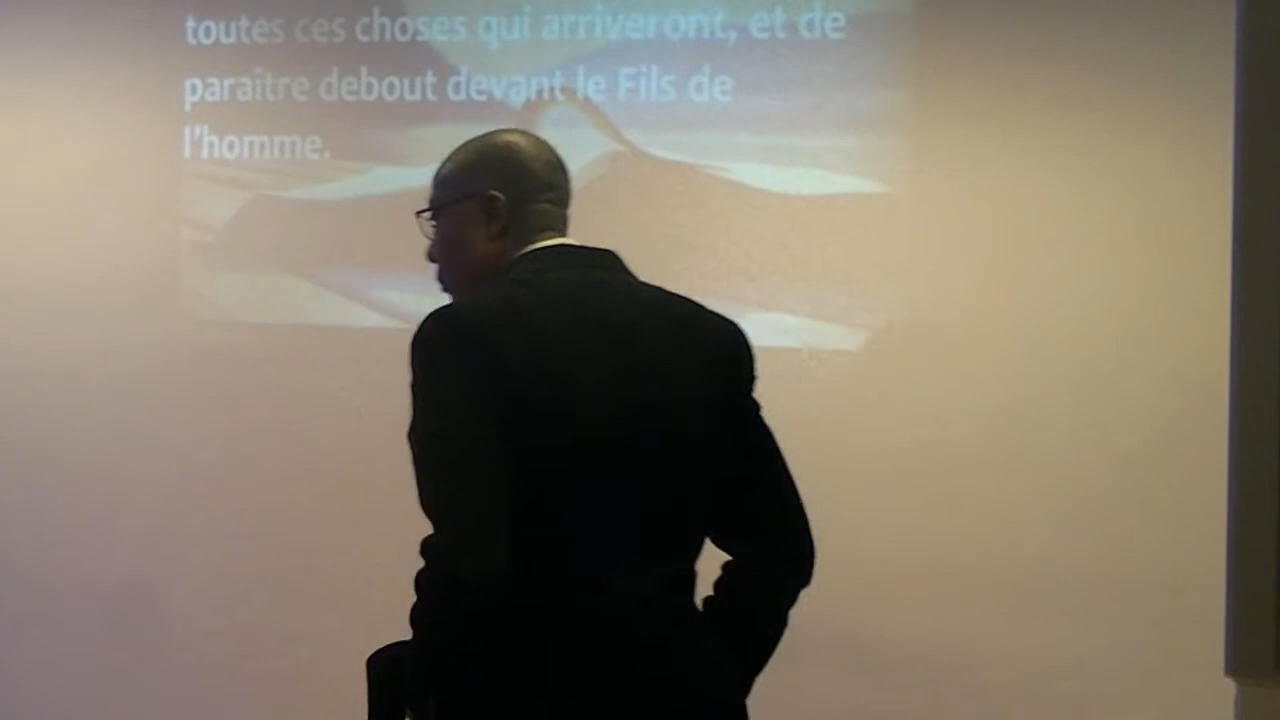 toutes ces choses qui arriveront, et de
paraître debout devant le Fils de
l'homme.